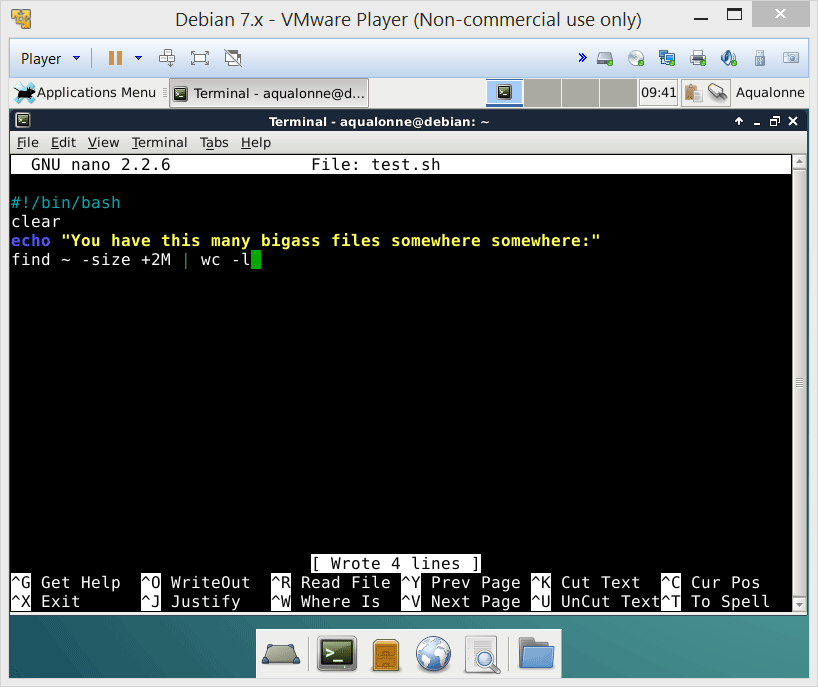 Debian 7.x - VMware Player (Non-commercial use only)
Player
Applications Menu
Terminal - aqualonne@d...
09:41
Aqualonne
Terminal - aqualonne@debian: ~
File Edit View Terminal Tabs Help
GNU nano 2.2.6 File: test.sh
#!/bin/bash
clear
echo "You have this many bigass files somewhere somewhere:"
find ~ -size +2M | wc -l
[ Wrote 4 lines ]
^G Get Help ^O WriteOut ^R Read File ^Y Prev Page ^K Cut Text ^C Cur Pos
^X Exit ^J Justify ^W Where Is ^V Next Page ^U UnCut Text ^T To Spell